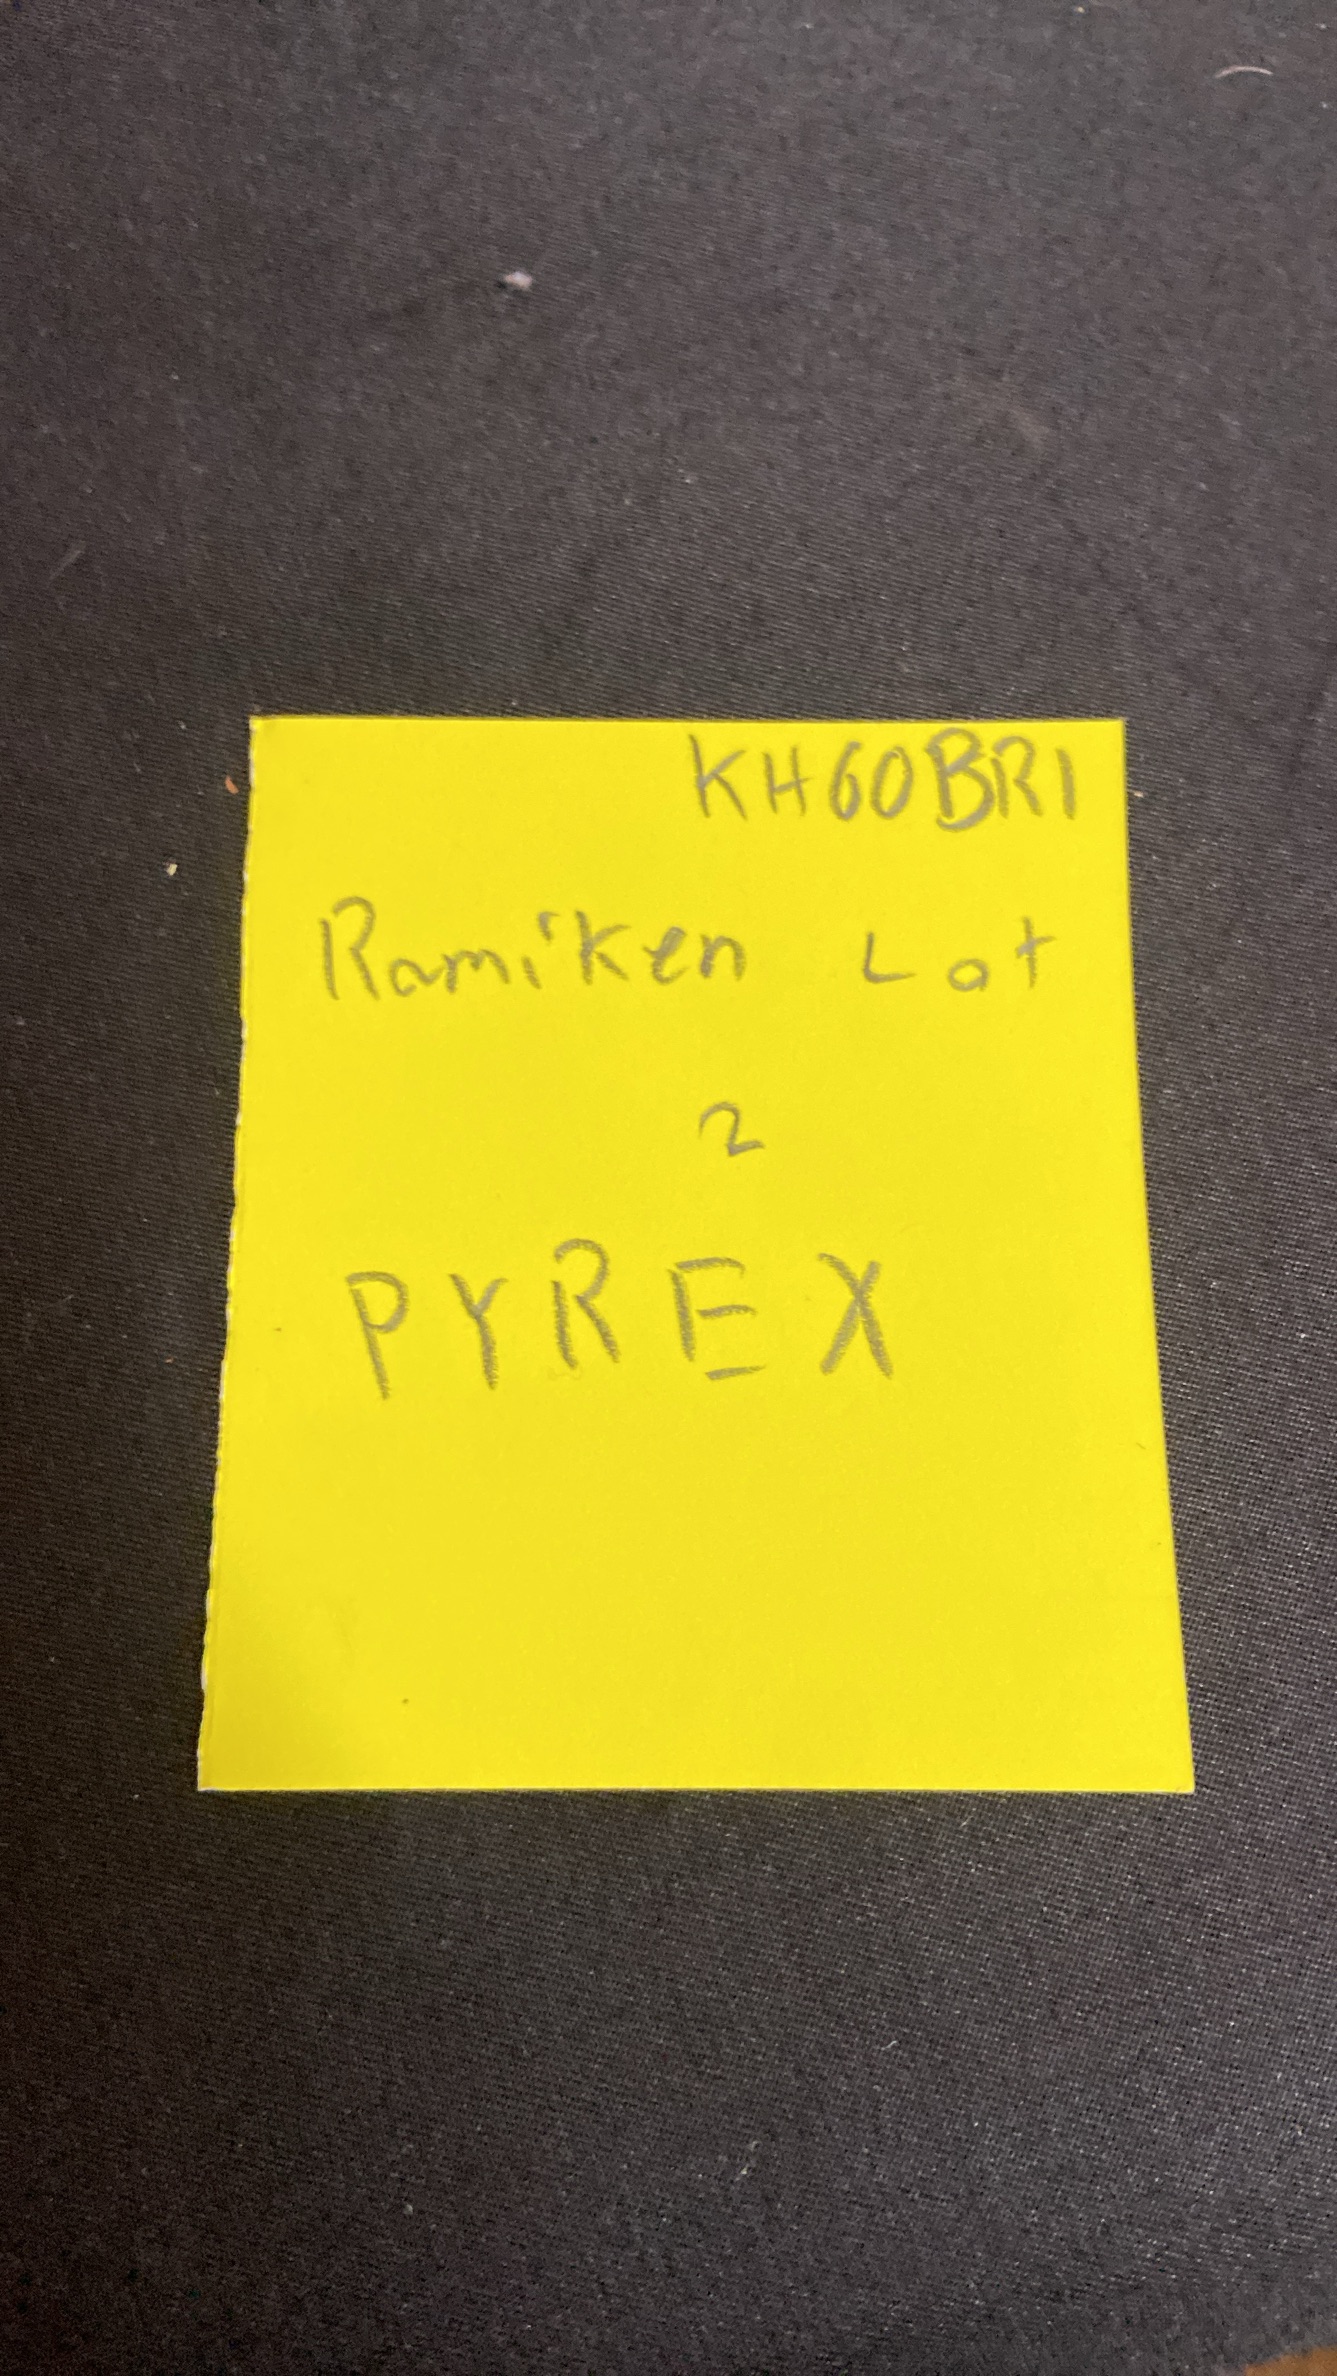 KH60BR1
Ramiken Lot
2
PYREX